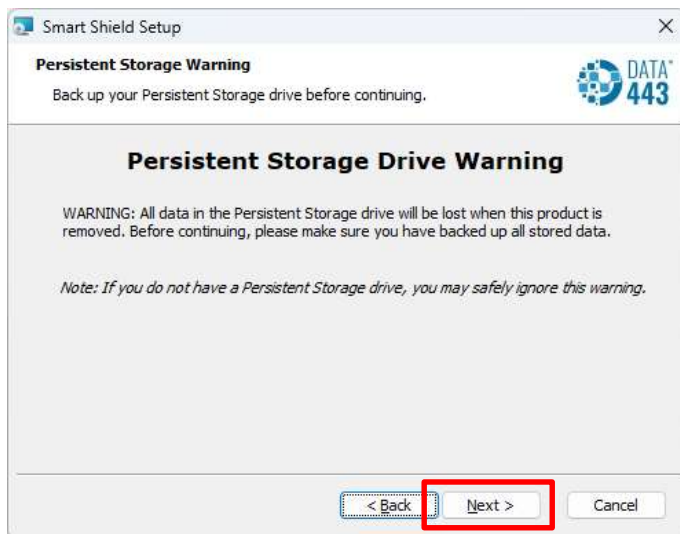 Smart Shield Setup
Persistent Storage Warning
Back up your Persistent Storage drive before continuing.
DATA™
443
Persistent Storage Drive Warning
WARNING: All data in the Persistent Storage drive will be lost when this product is
removed. Before continuing, please make sure you have backed up all stored data.
Note: If you do not have a Persistent Storage drive, you may safely ignore this warning.
< Back Next > Cancel